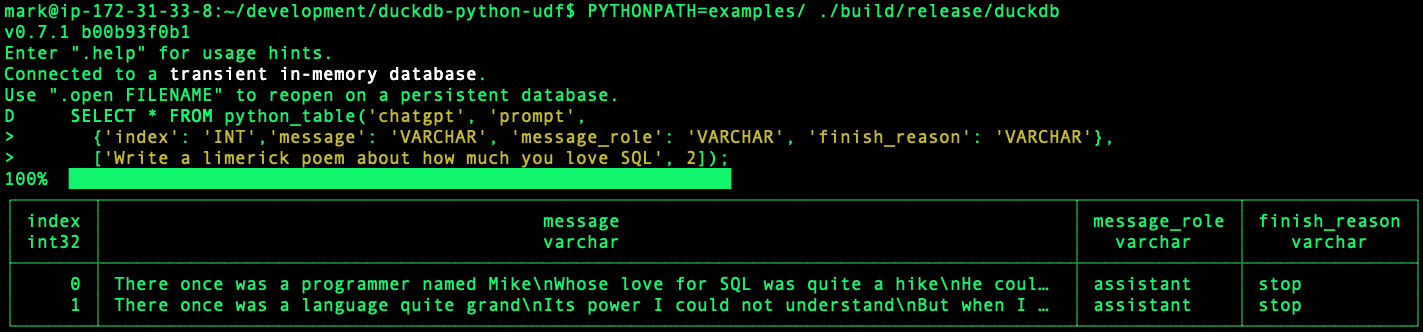 mark@ip-172-31-33-8:~/development/duckdb-python-udf$ PYTHONPATH=examples/ ./build/release/duckdb
v0.7.1 b00b93f0b1
Enter ".help" for usage hints.
Connected to a transient in-memory database.
Use ".open FILENAME" to reopen on a persistent database.
D SELECT * FROM python_table('chatgpt', 'prompt',
> {'index': 'INT','message': 'VARCHAR', 'message_role': 'VARCHAR', 'finish_reason': 'VARCHAR'},
> ['Write a limerick poem about how much you love SQL', 2]);
100%
index message message_role finish_reason
int32 varchar varchar varchar
0 There once was a programmer named Mike\nWhose love for SQL was quite a hike\nHe coul… assistant stop
1 There once was a language quite grand\nIts power I could not understand\nBut when I … assistant stop